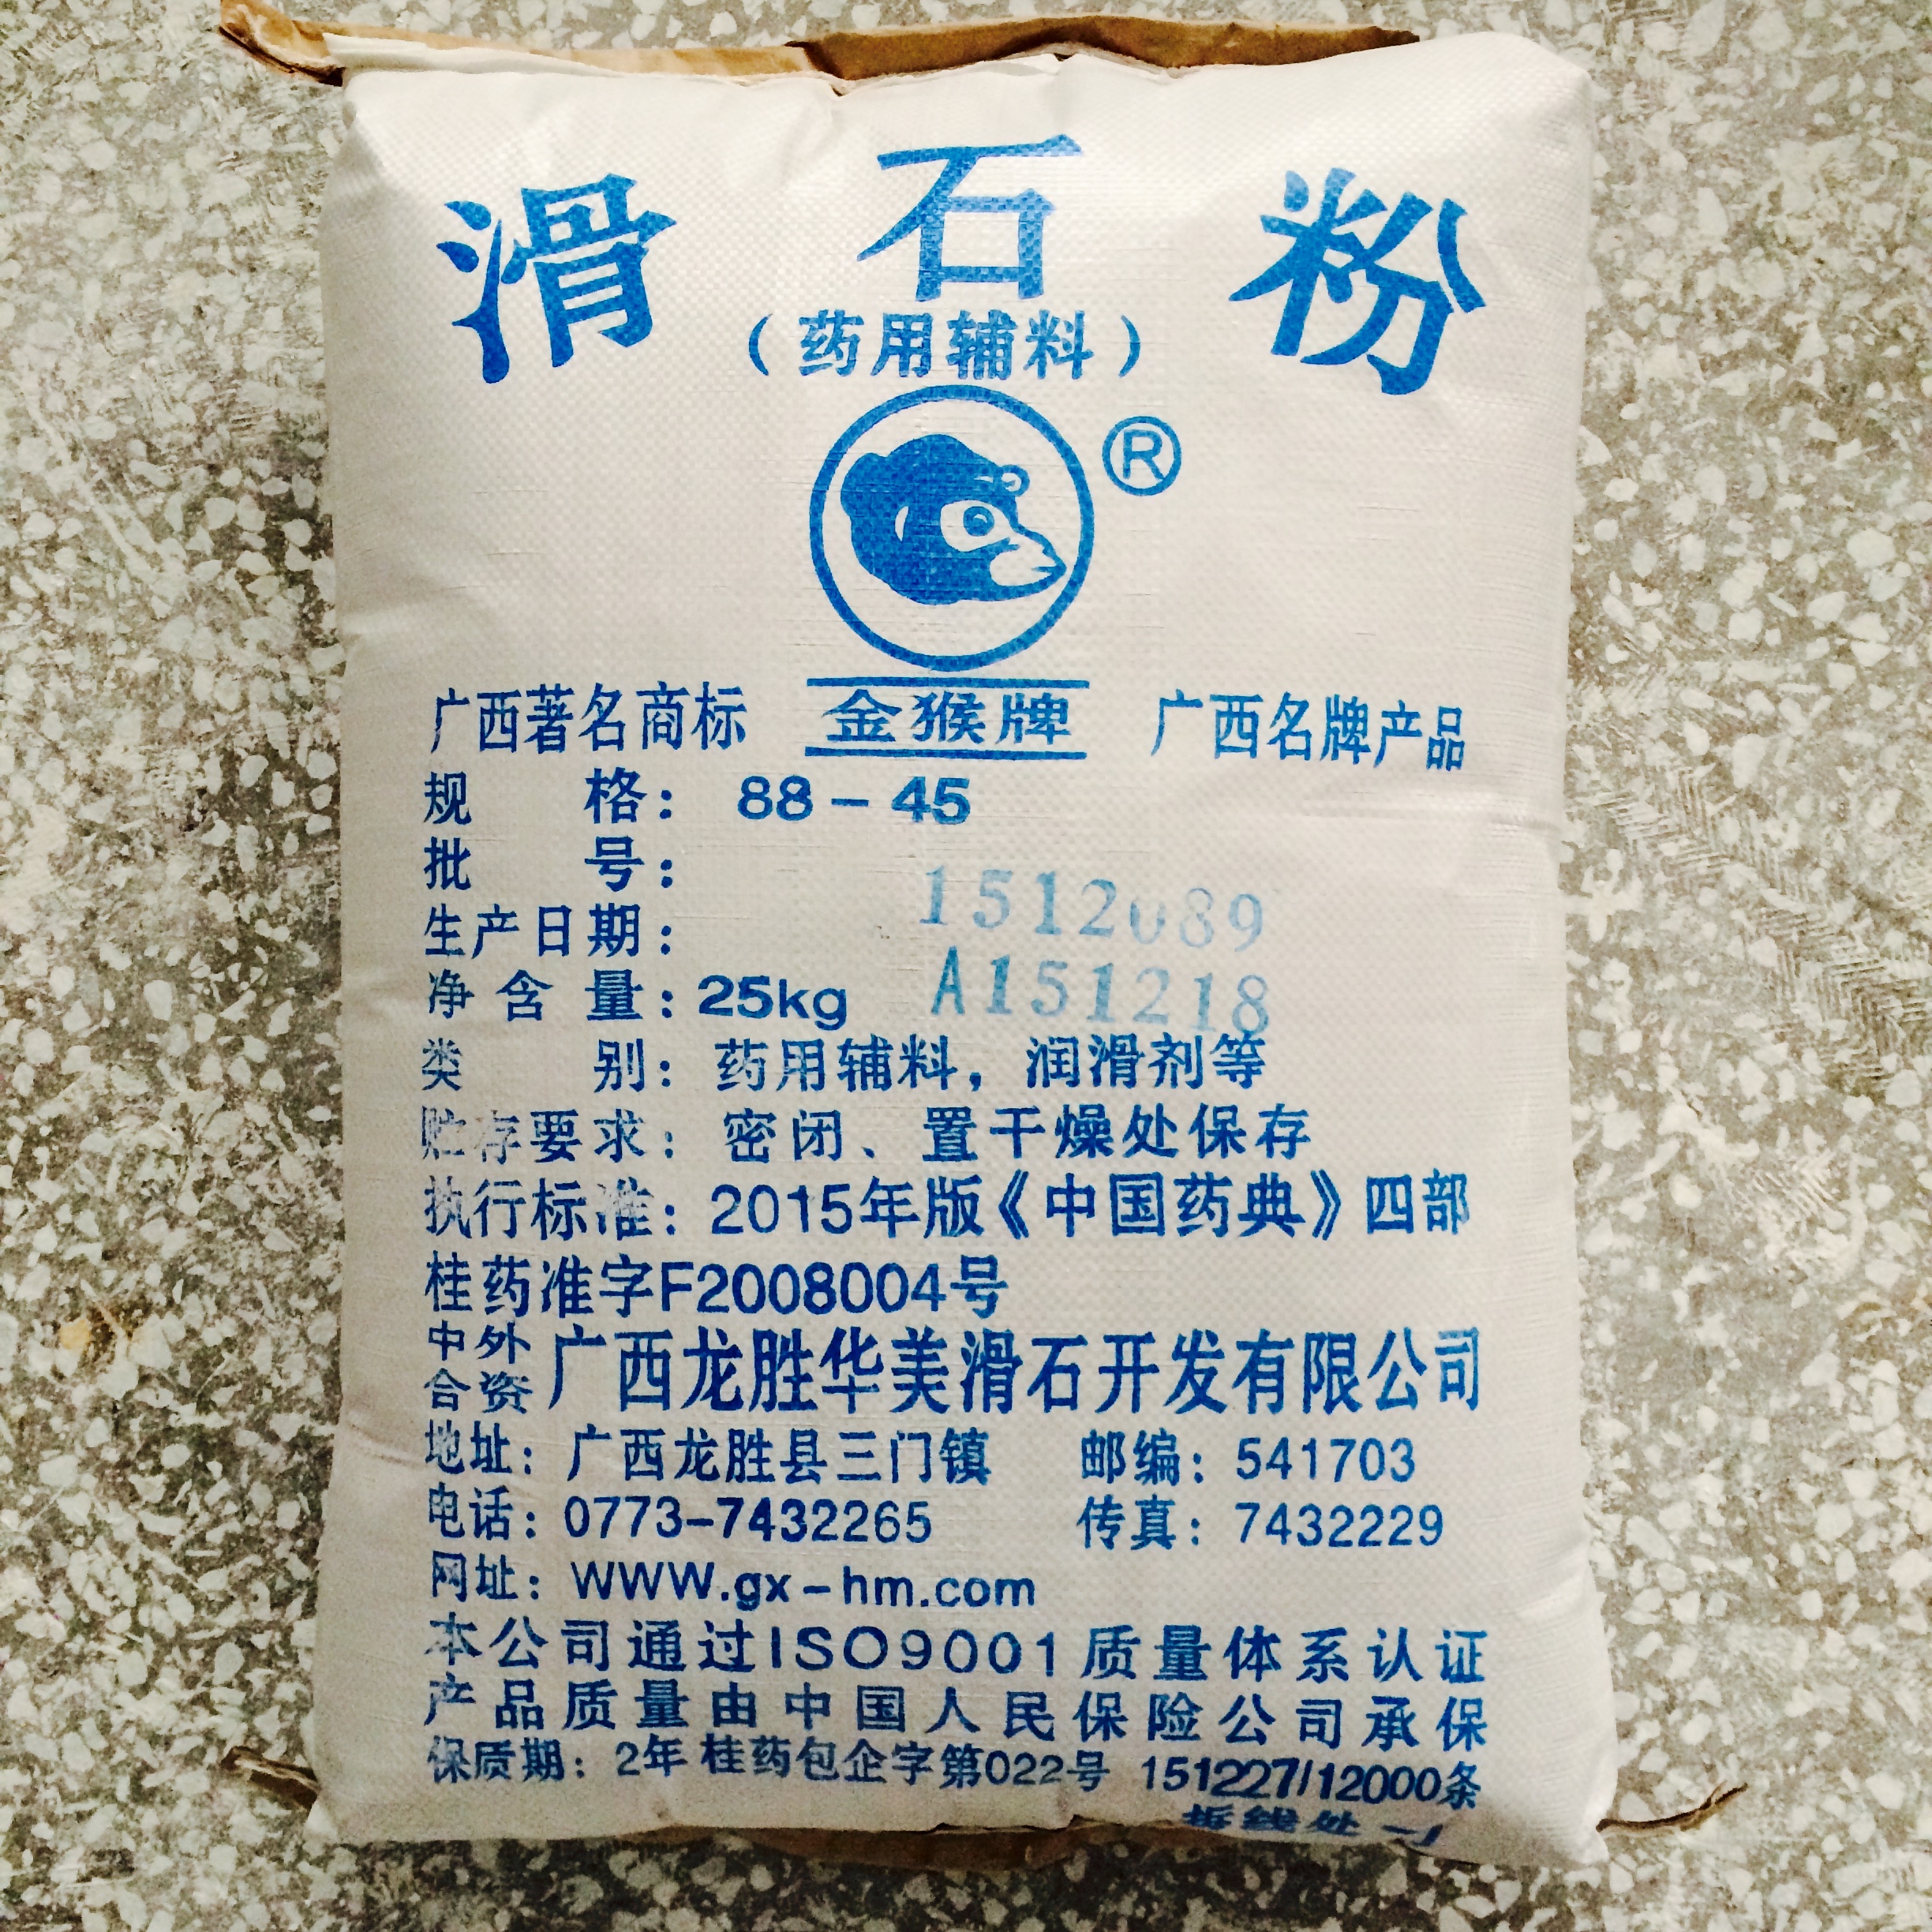 滑石粉
（药用辅料）
®
广西著名商标 金猴牌 广西名牌产品
规格： 88-45
批号：
1512089
生产日期：
净含量：25kg
A151218
类别：药用辅料，润滑剂等
贮存要求：密闭、置干燥处保存
执行标准：2015年版《中国药典》四部
桂药准字F2008004号
中外合资 广西龙胜华美滑石开发有限公司
地址：广西龙胜县三门镇 邮编：541703
电话：0773-7432265 传真：7432229
网址：WWW.gx-hm.com
本公司通过ISO9001质量体系认证
产品质量由中国人民保险公司承保
保质期：2年 桂药包企字第022号 151227/12000条
拆线处